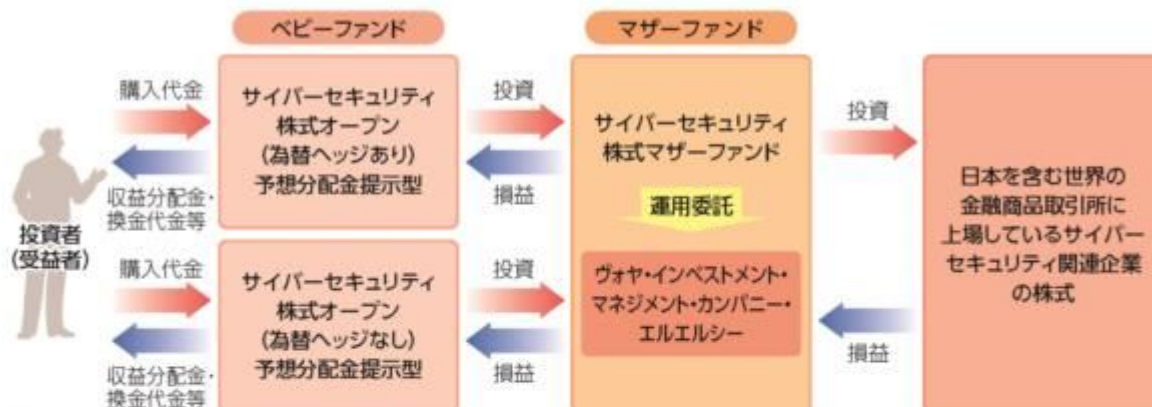 ベビーファンド
マザーファンド
購入代金
収益分配金・
換金代金等
投資者
(受益者)
購入代金
収益分配金・
換金代金等
サイバーセキュリティ
株式オープン
(為替ヘッジあり)
予想分配金提示型
サイバーセキュリティ
株式オープン
(為替ヘッジなし)
予想分配金提示型
投資
損益
投資
損益
サイバーセキュリティ
株式マザーファンド
運用委託
ヴォヤ・インベストメント・
マネジメント・カンパニー・
エルエルシー
投資
損益
日本を含む世界の
金融商品取引所に
上場しているサイバー
セキュリティ関連企業
の株式